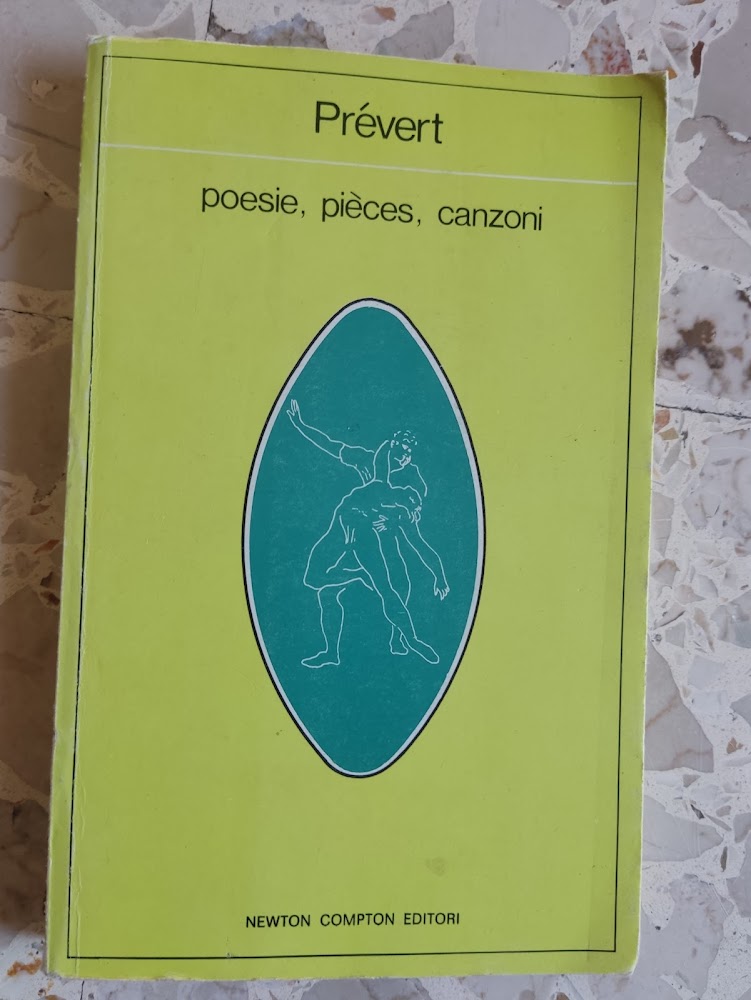 Prévert
poesie, pièces, canzoni
NEWTON COMPTON EDITORI